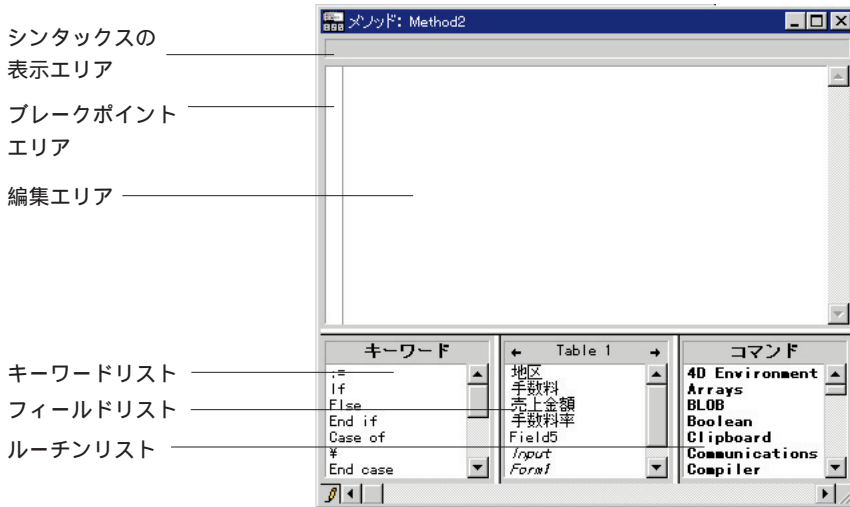 メソッド: Method2
シンタックスの
表示エリア
ブレークポイント
エリア
編集エリア
キーワードリスト
フィールドリスト
ルーチンリスト
キーワード
:=
If
Else
End if
Case of
¥
End case
← Table 1 →
地区
手数料
売上金額
手数料率
Field5
Input
Form1
コマンド
4D Environment
Arrays
BLOB
Boolean
Clipboard
Communications
Compiler